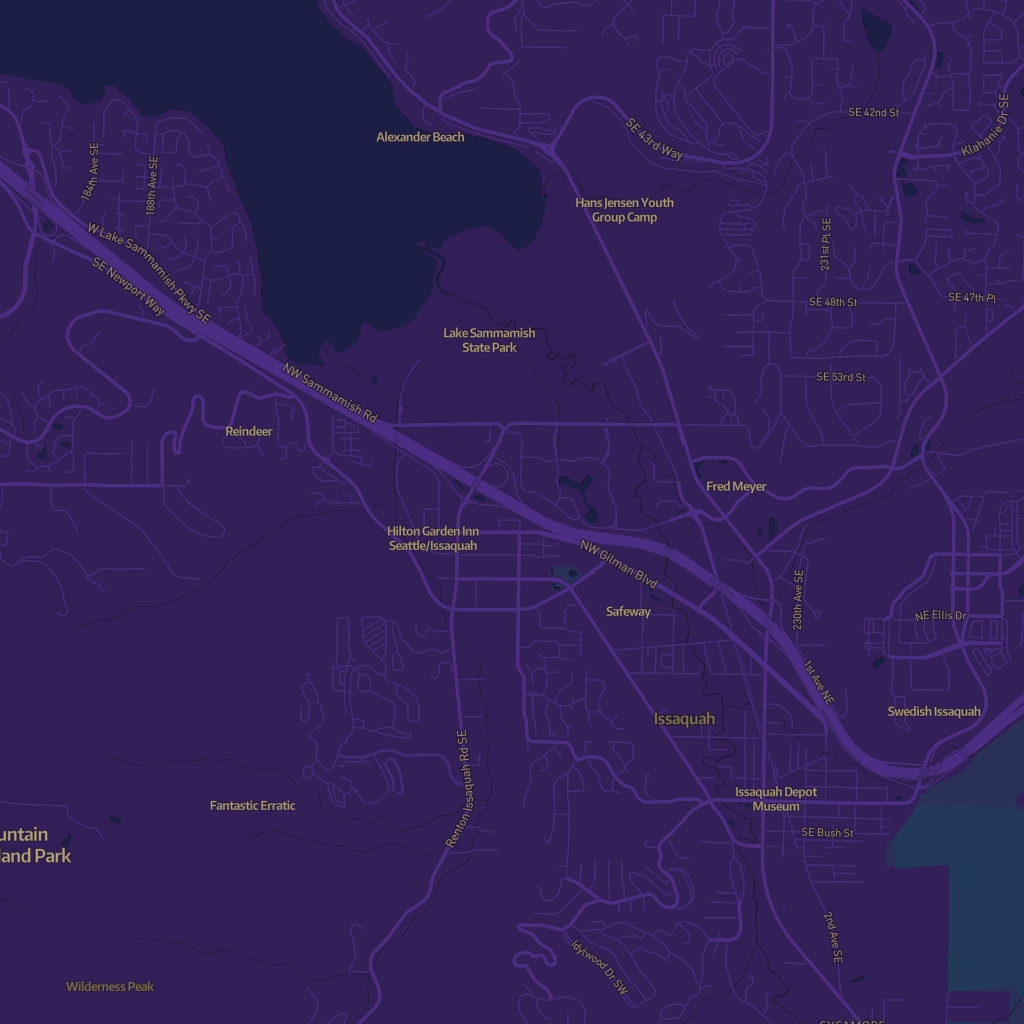 SE 42nd St
Klahanie Dr SE
SE 43rd Way
Alexander Beach
184th Ave SE
188th Ave SE
Hans Jensen Youth
Group Camp
231st Pl SE
W Lake Sammamish Pkwy SE
SE Newport Way
SE 47th Pl
SE 48th St
Lake Sammamish
State Park
SE 53rd St
NW Sammamish Rd
Reindeer
Fred Meyer
Hilton Garden Inn
Seattle/Issaquah
NW Gilman Blvd
230th Ave SE
Safeway
NE Ellis Dr
1st Ave NE
Swedish Issaquah
Issaquah
Renton Issaquah Rd SE
Issaquah Depot
Museum
Fantastic Erratic
SE Bush St
untain
land Park
2nd Ave SE
Idylwood Dr SW
Wilderness Peak
SYCAMORE